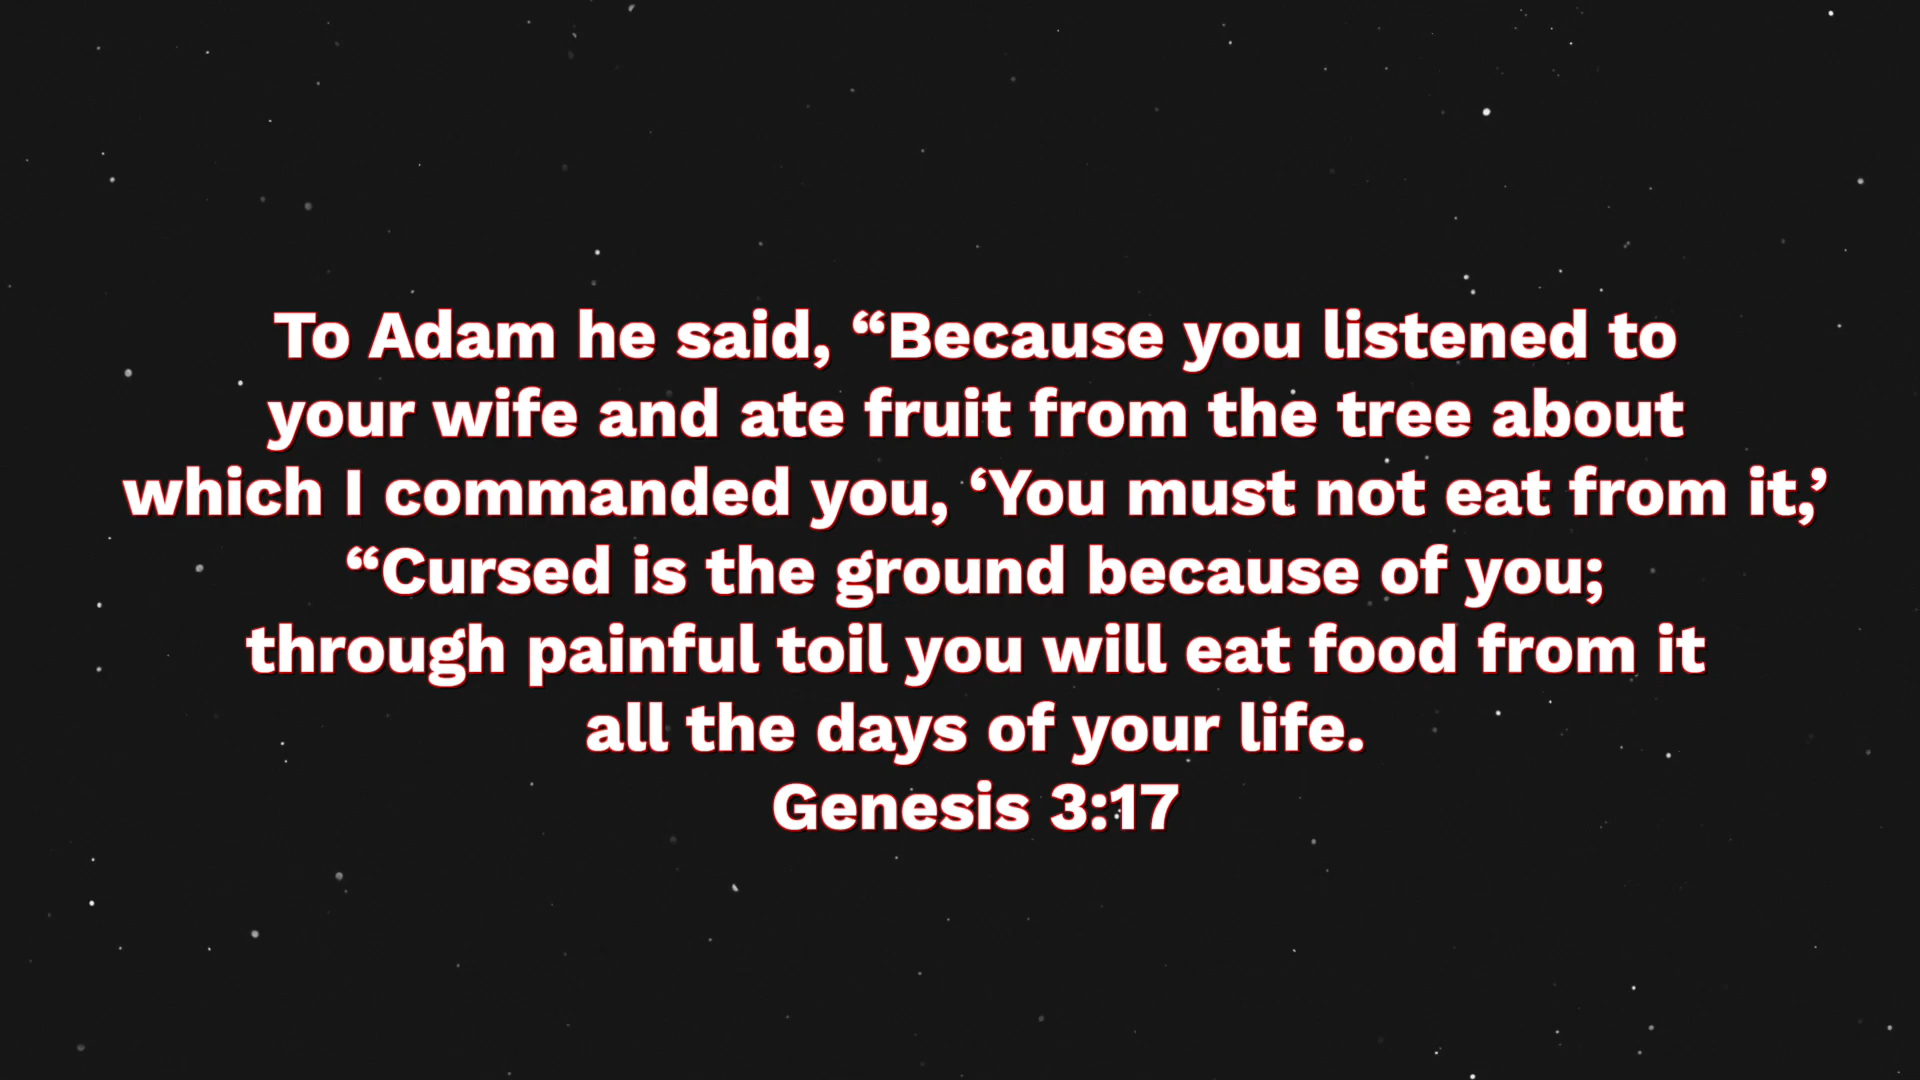 To Adam he said, “Because you listened to
your wife and ate fruit from the tree about
which I commanded you, ‘You must not eat from it,’
“Cursed is the ground because of you;
through painful toil you will eat food from it
all the days of your life.
Genesis 3:17